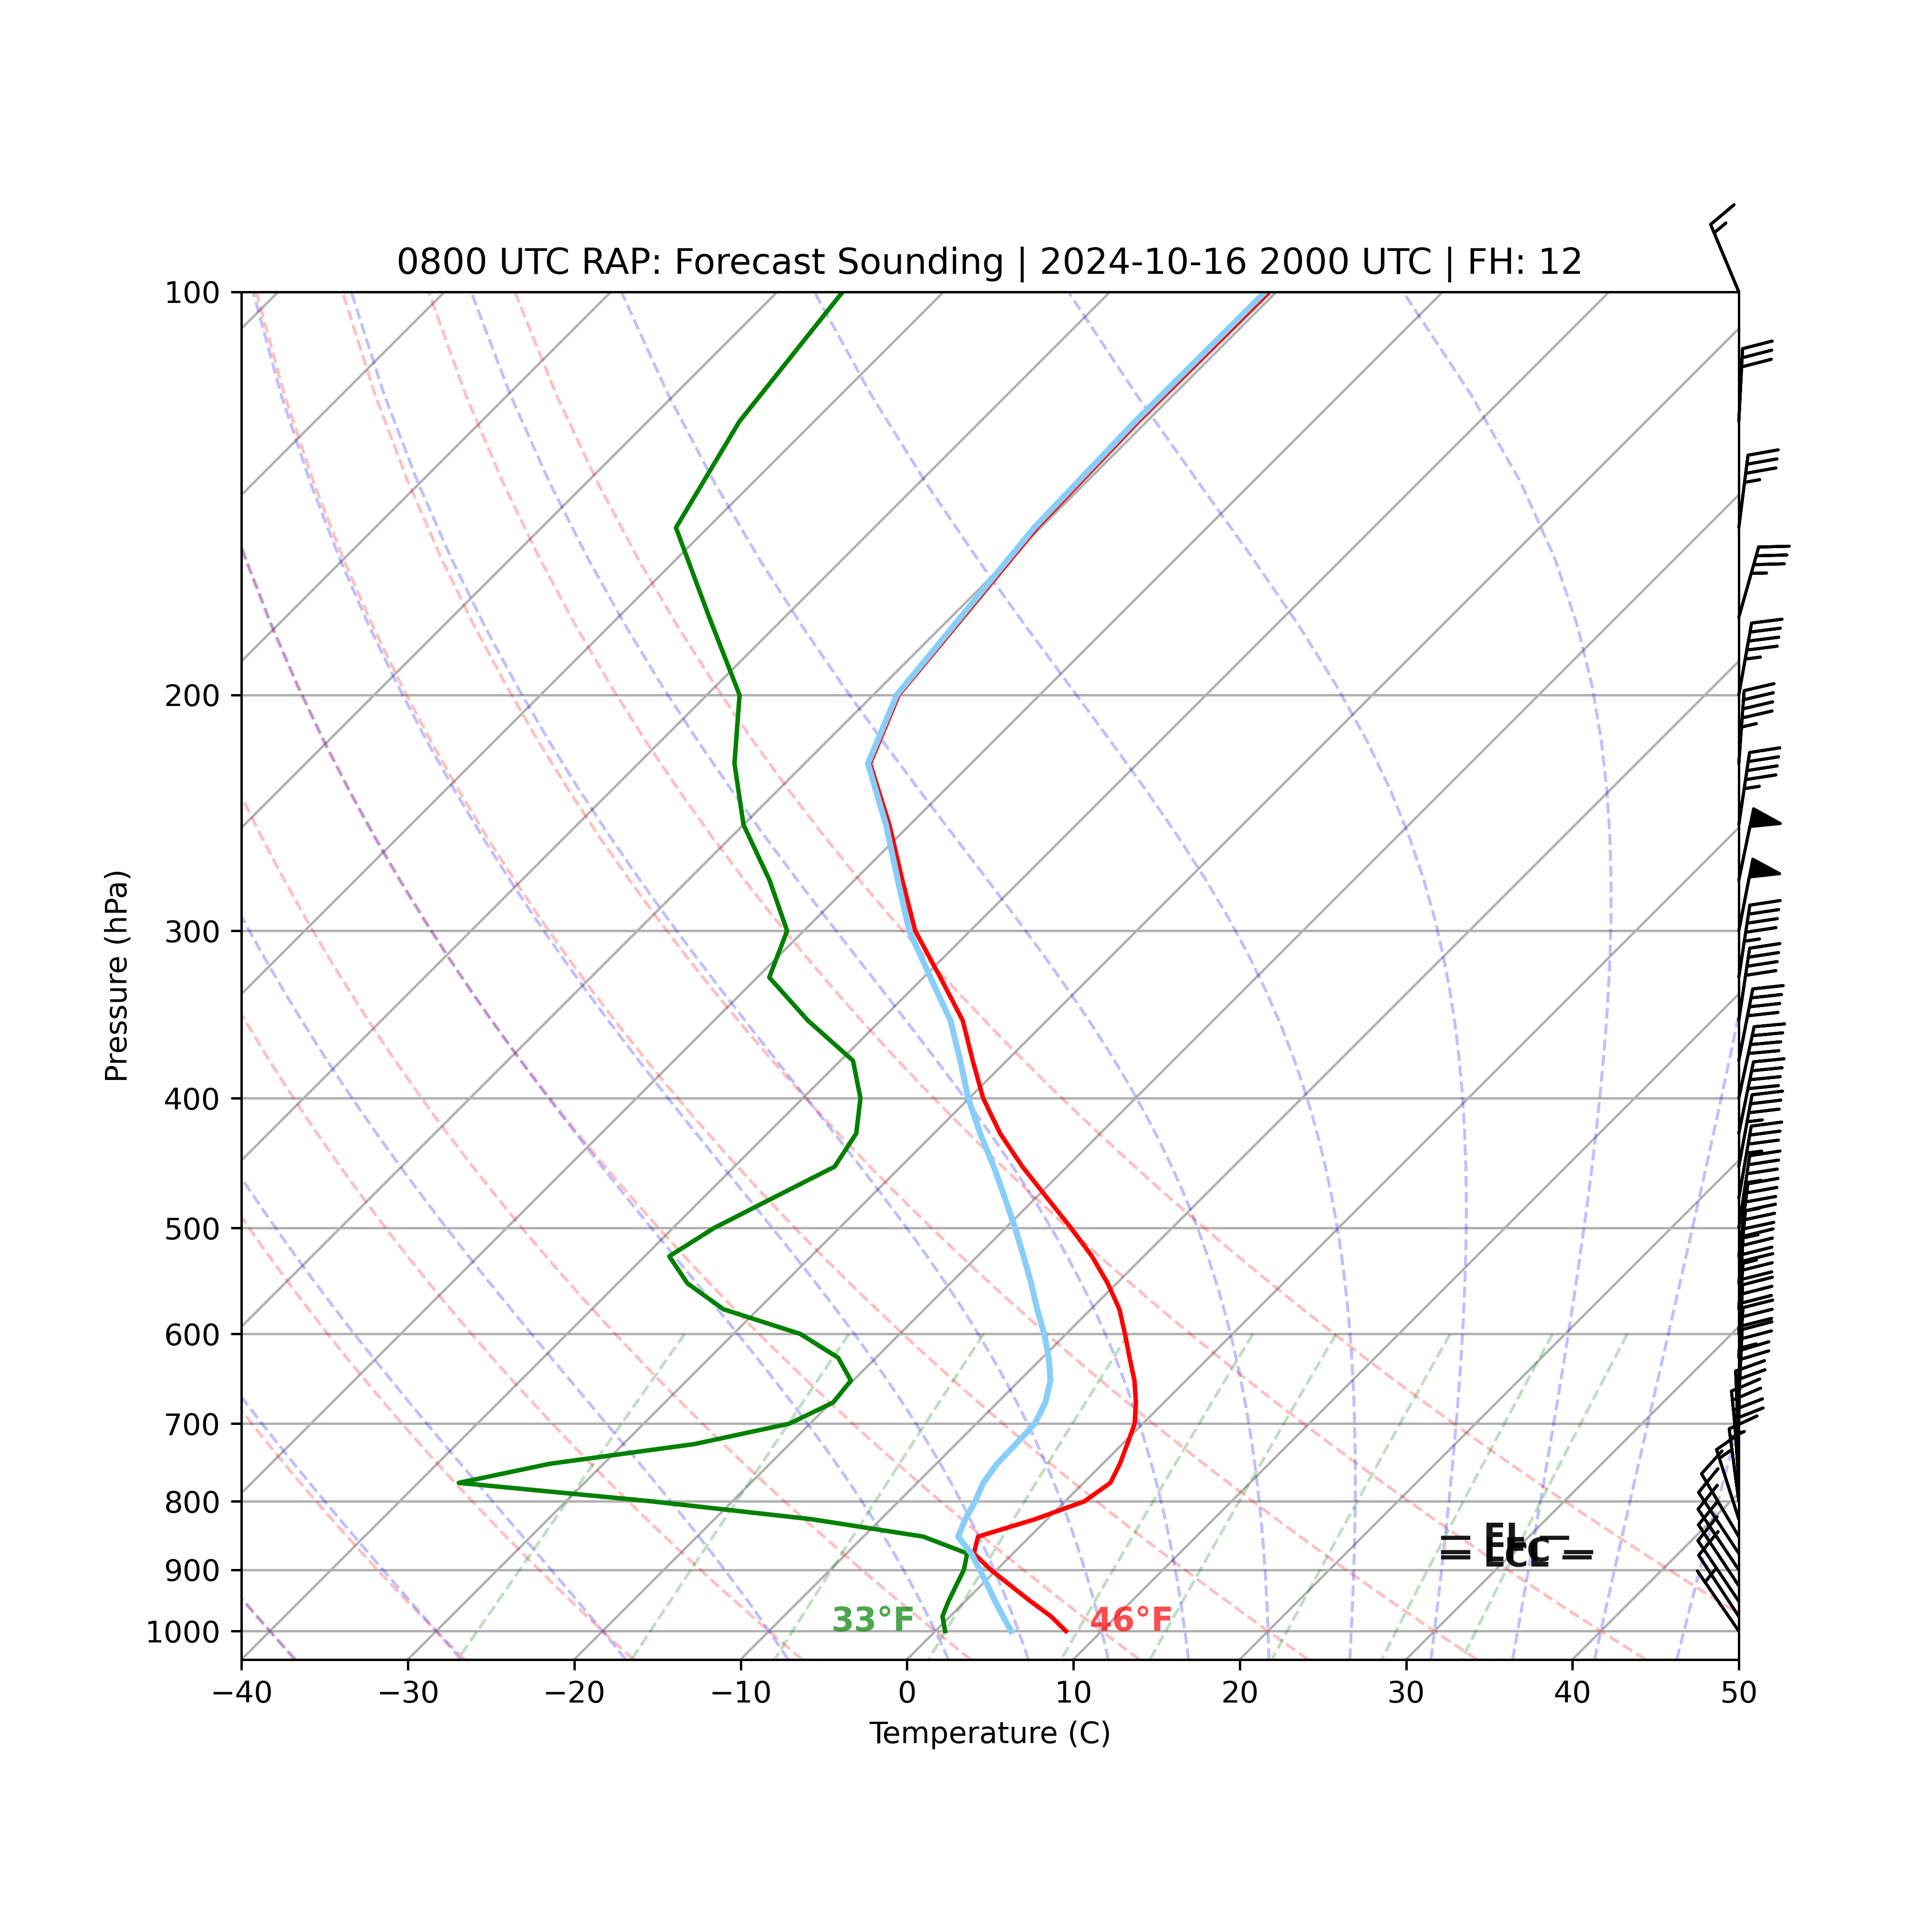 0800 UTC RAP: Forecast Sounding | 2024-10-16 2000 UTC | FH: 12
100
200
300
400
500
600
700
800
900
1000
Pressure (hPa)
33°F
46°F
− EL −
−40 −30 −20 −10 0 10 20 30 40 50
Temperature (C)